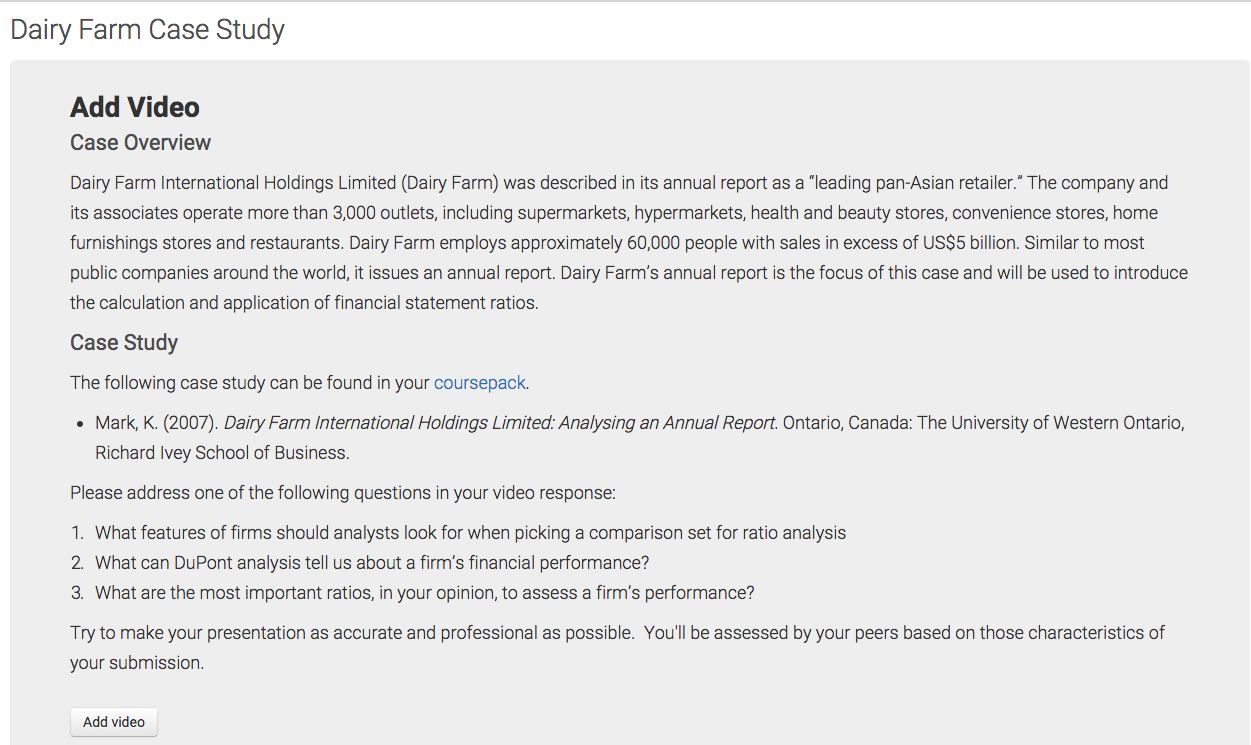 Dairy Farm Case Study
Add Video
Case Overview
Dairy Farm International Holdings Limited (Dairy Farm) was described in its annual report as a “leading pan-Asian retailer.” The company and
its associates operate more than 3,000 outlets, including supermarkets, hypermarkets, health and beauty stores, convenience stores, home
furnishings stores and restaurants. Dairy Farm employs approximately 60,000 people with sales in excess of US$5 billion. Similar to most
public companies around the world, it issues an annual report. Dairy Farm’s annual report is the focus of this case and will be used to introduce
the calculation and application of financial statement ratios.
Case Study
The following case study can be found in your coursepack.
• Mark, K. (2007). Dairy Farm International Holdings Limited: Analysing an Annual Report. Ontario, Canada: The University of Western Ontario,
Richard Ivey School of Business.
Please address one of the following questions in your video response:
1. What features of firms should analysts look for when picking a comparison set for ratio analysis
2. What can DuPont analysis tell us about a firm’s financial performance?
3. What are the most important ratios, in your opinion, to assess a firm’s performance?
Try to make your presentation as accurate and professional as possible.  You'll be assessed by your peers based on those characteristics of
your submission.
Add video